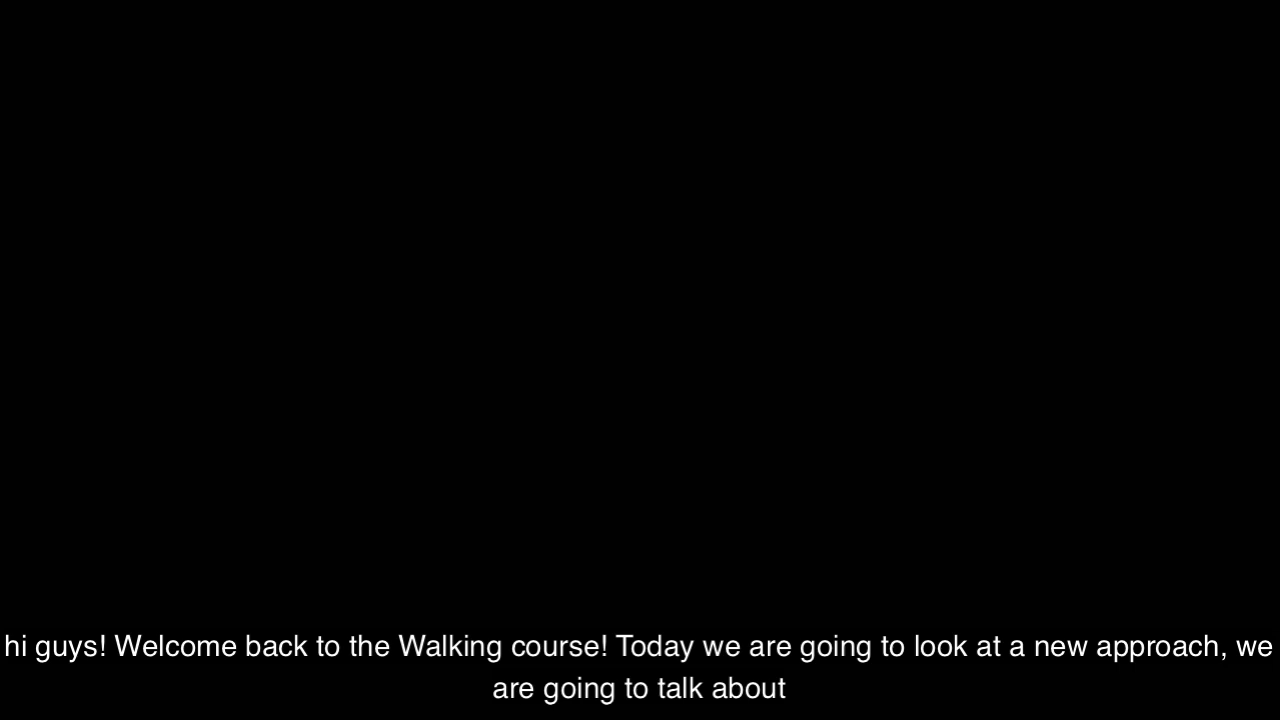 hi guys! Welcome back to the Walking course! Today we are going to look at a new approach, we
are going to talk about